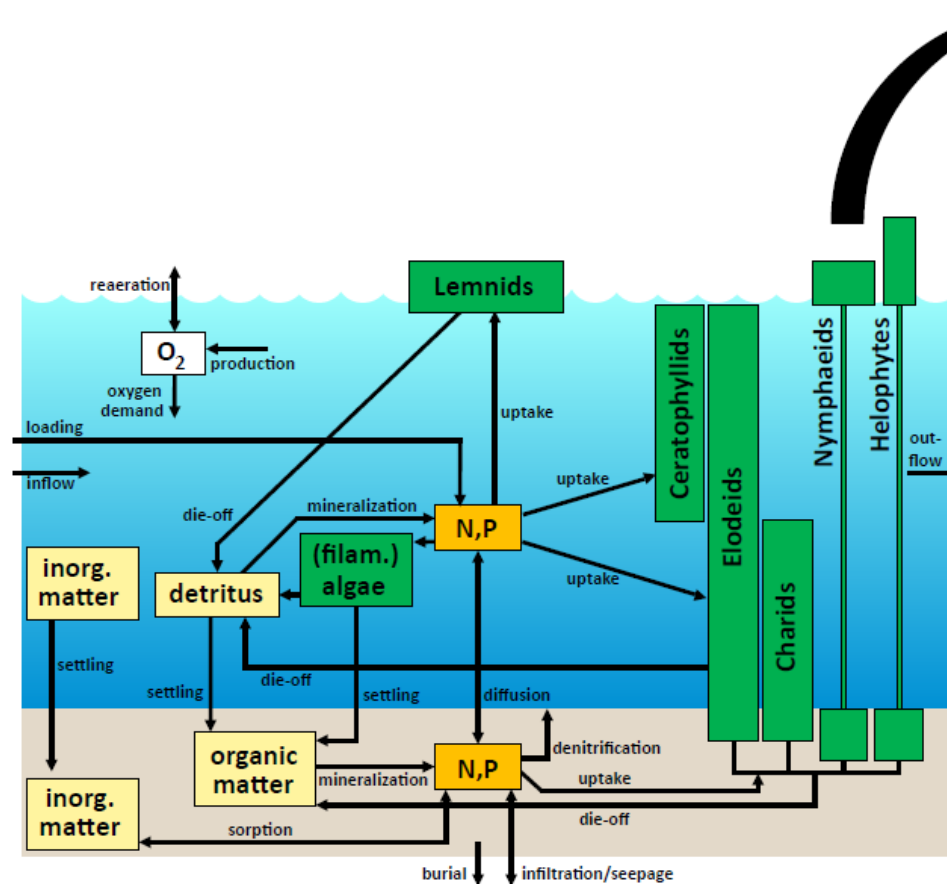 reaeration
Lemnids
O2
production
oxygen
demand
uptake
Ceratophyllids
Elodeids
Nymphaeids
Helophytes
loading
out-
flow
inflow
uptake
mineralization
die-off
N,P
(filam.)
algae
inorg.
matter
detritus
uptake
Charids
settling
die-off
settling
settling
diffusion
organic
matter
denitrification
mineralization
N,P
uptake
inorg.
matter
sorption
die-off
burial
infiltration/seepage